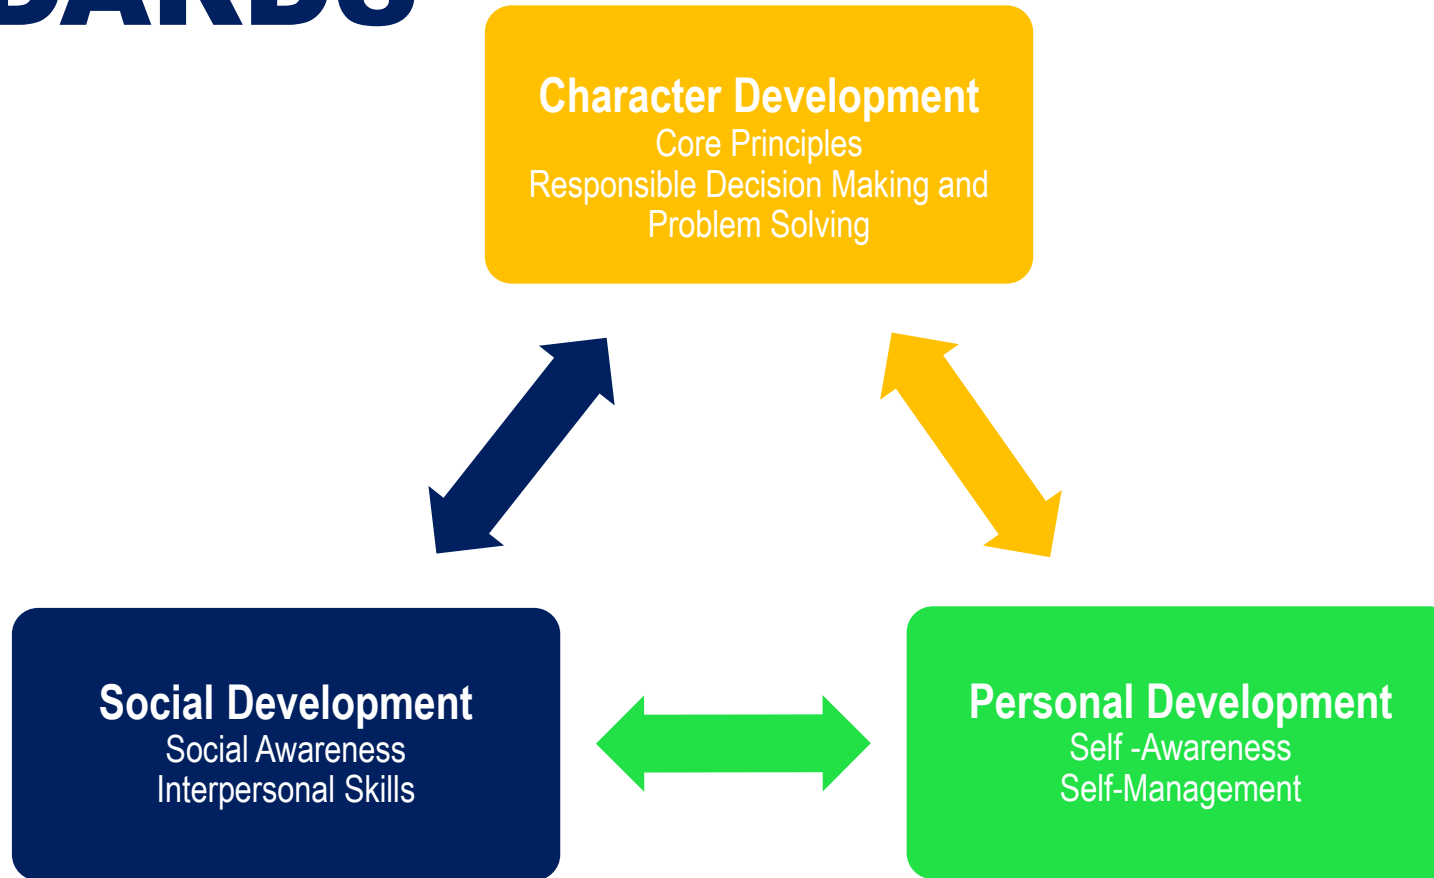 Character Development
Core Principles
Responsible Decision Making and
Problem Solving
Social Development
Social Awareness
Interpersonal Skills
Personal Development
Self -Awareness
Self-Management